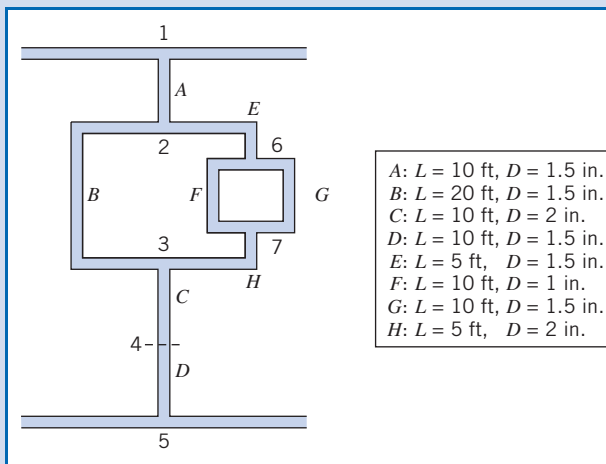 1
A
E
2
6
B
F
G
3
7
H
C
4
D
5
A: L = 10 ft, D = 1.5 in.
B: L = 20 ft, D = 1.5 in.
C: L = 10 ft, D = 2 in.
D: L = 10 ft, D = 1.5 in.
E: L = 5 ft, D = 1.5 in.
F: L = 10 ft, D = 1 in.
G: L = 10 ft, D = 1.5 in.
H: L = 5 ft, D = 2 in.